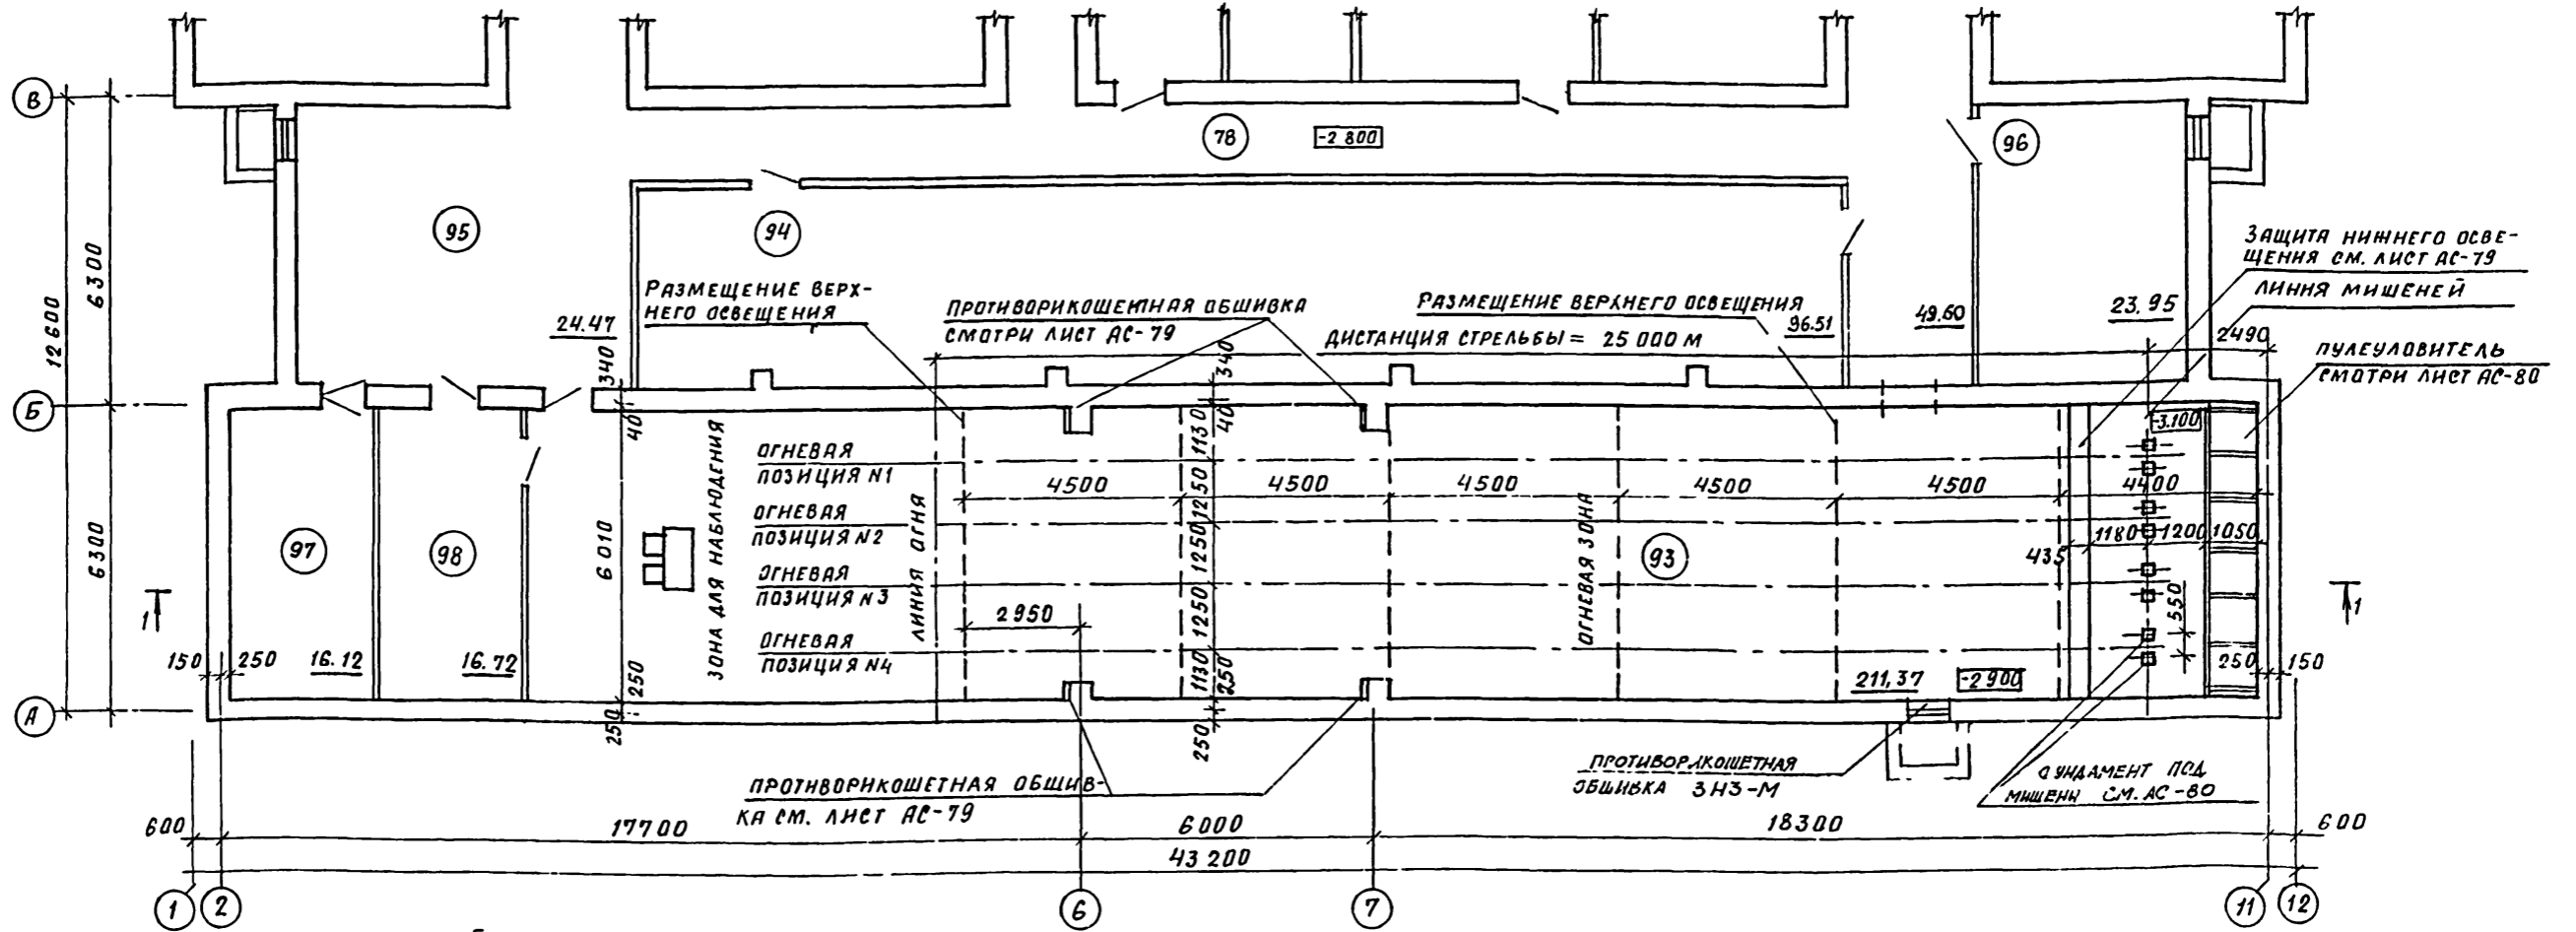 В
78
-2 800
96
95
94
6300
12600
ЗАЩИТА НИЖНЕГО ОСВЕ-
ЩЕНИЯ СМ. ЛИСТ АС-79
ЛИНИЯ МИШЕНЕЙ
РАЗМЕЩЕНИЕ ВЕРХ-
НЕГО ОСВЕЩЕНИЯ
ПРОТИВОРИКОШЕТНАЯ ОБШИВКА
СМОТРИ ЛИСТ АС-79
РАЗМЕЩЕНИЕ ВЕРХНЕГО ОСВЕЩЕНИЯ
ДИСТАНЦИЯ СТРЕЛЬБЫ = 25 000 М
24.47
96.51
49.60
23.95
2490
340
340
ПУЛЕУЛОВИТЕЛЬ
СМОТРИ ЛИСТ АС-80
Б
40
40
-3.100
ОГНЕВАЯ
ПОЗИЦИЯ N1
ОГНЕВАЯ
ПОЗИЦИЯ N2
ОГНЕВАЯ
ПОЗИЦИЯ N3
ОГНЕВАЯ
ПОЗИЦИЯ N4
ЗОНА ДЛЯ НАБЛЮДЕНИЯ
ЛИНИЯ ОГНЯ
ОГНЕВАЯ ЗОНА
1130
1250
1250
1250
1130
250
250
4500
4500
4500
4500
4500
4400
1180
1200
1050
435
550
6300
6010
97
98
93
2950
1
1
150
250
16.12
16.72
250
250
211,37
-2 900
250
150
А
ПРОТИВОРИКОШЕТНАЯ ОБШИВ-
КА СМ. ЛИСТ АС-79
ПРОТИВОРИКОШЕТНАЯ
ОБШИВКА ЗНЗ-М
ФУНДАМЕНТ ПОД
МИШЕНИ СМ. АС-80
600
17700
6000
18300
600
43 200
1
2
6
7
11
12